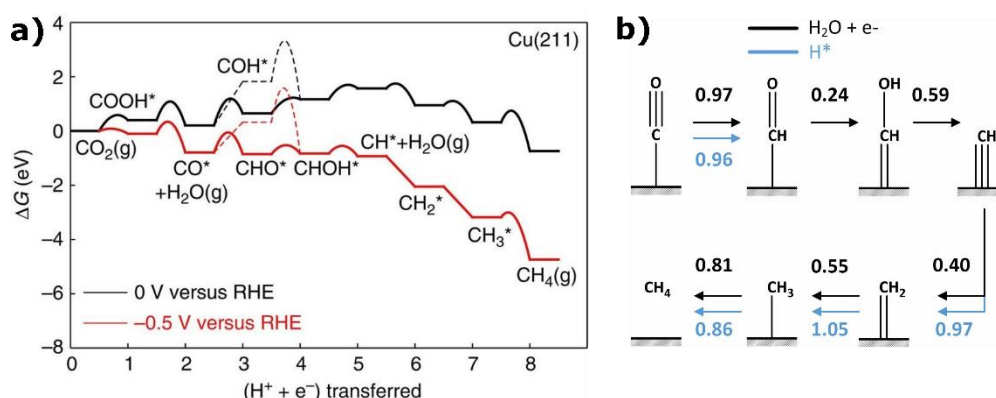 a)
Cu(211)
4
2
0
−2
−4
−6
−8
ΔG (eV)
COOH*
COH*
CO₂(g)
CO*
+H₂O(g)
CHO*
CHOH*
CH*+H₂O(g)
CH₂*
CH₃*
CH₄(g)
0 V versus RHE
−0.5 V versus RHE
0 1 2 3 4 5 6 7 8
(H⁺ + e⁻) transferred
b)
H₂O + e-
H*
O
C
0.97
0.96
O
CH
0.24
OH
CH
0.59
CH
0.40
0.97
CH₂
0.55
1.05
CH₃
0.81
0.86
CH₄